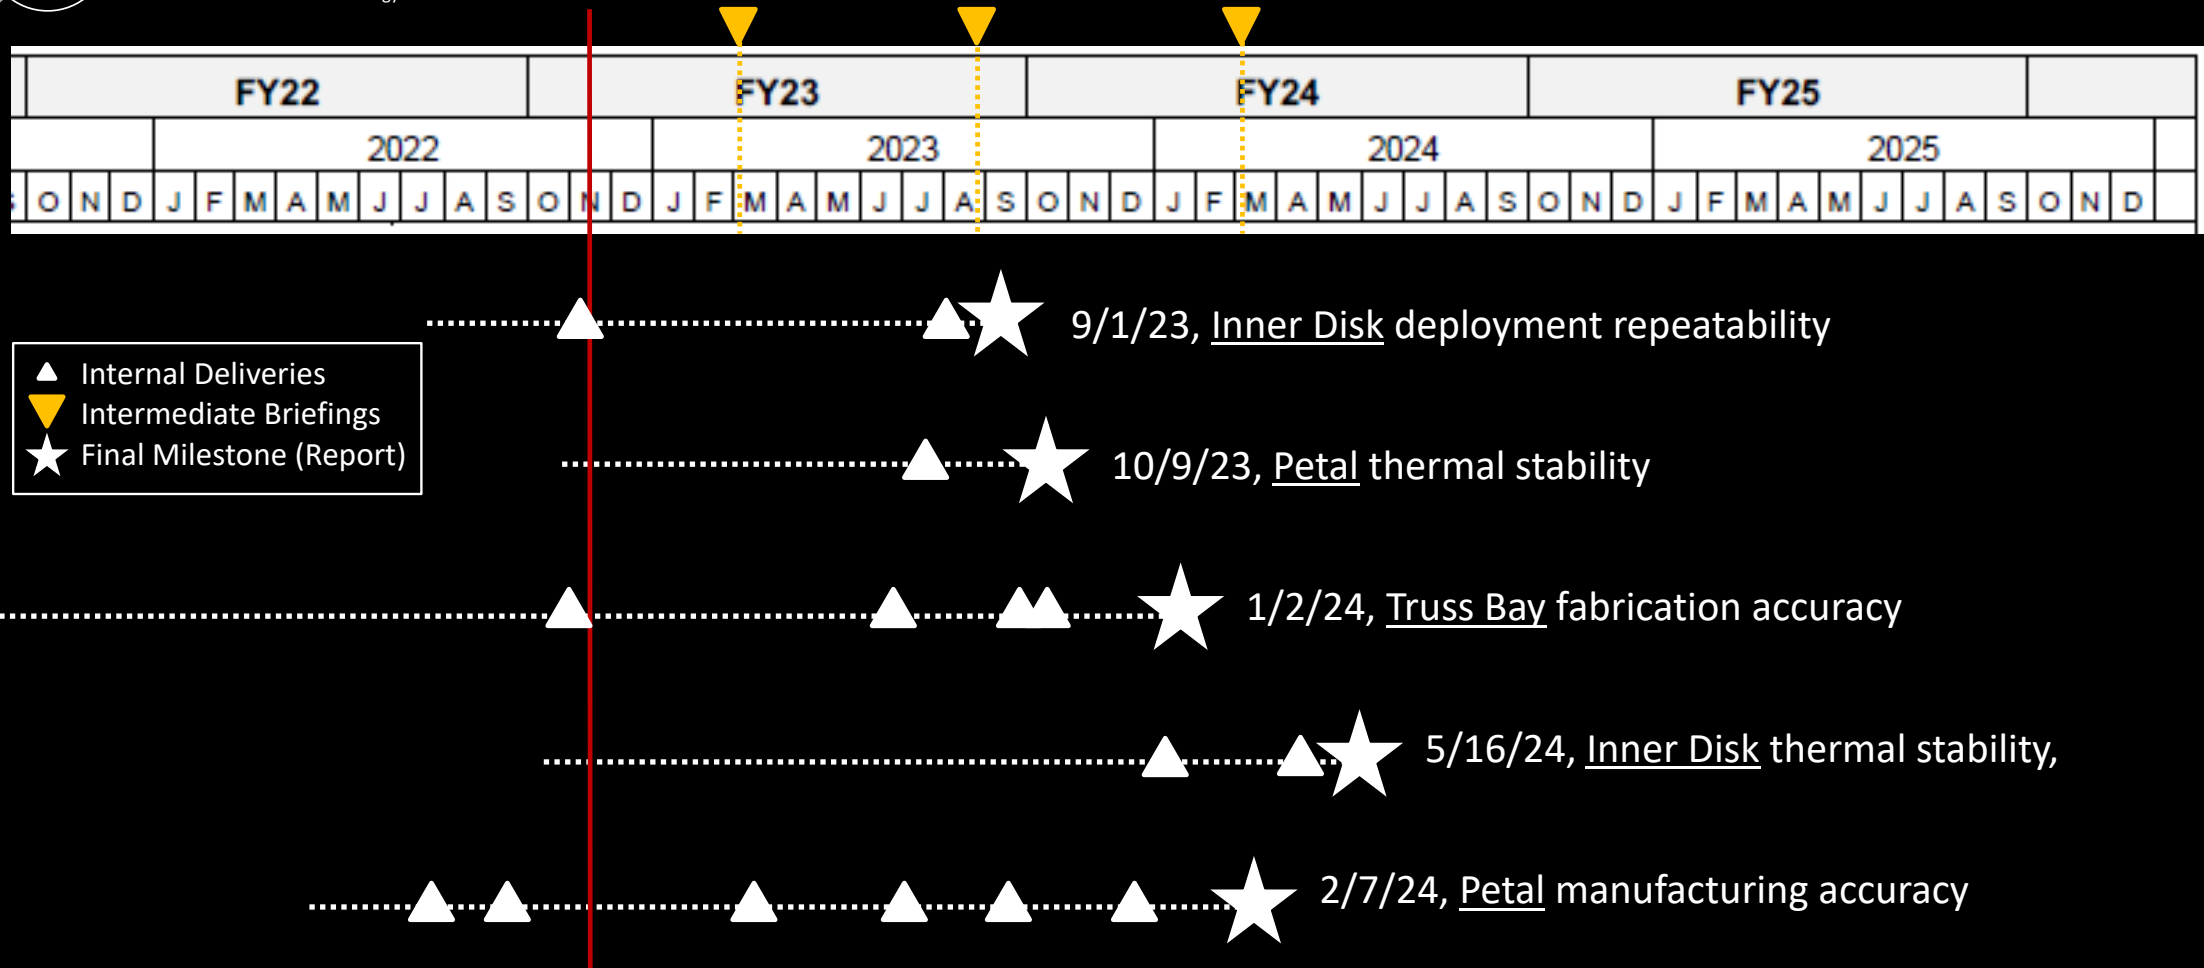 FY22 FY23 FY24 FY25
2022 2023 2024 2025
O N D J F M A M J J A S O N D J F M A M J J A S O N D J F M A M J J A S O N D J F M A M J J A S O N D
9/1/23, Inner Disk deployment repeatability
Internal Deliveries
Intermediate Briefings
Final Milestone (Report)
10/9/23, Petal thermal stability
1/2/24, Truss Bay fabrication accuracy
5/16/24, Inner Disk thermal stability,
2/7/24, Petal manufacturing accuracy